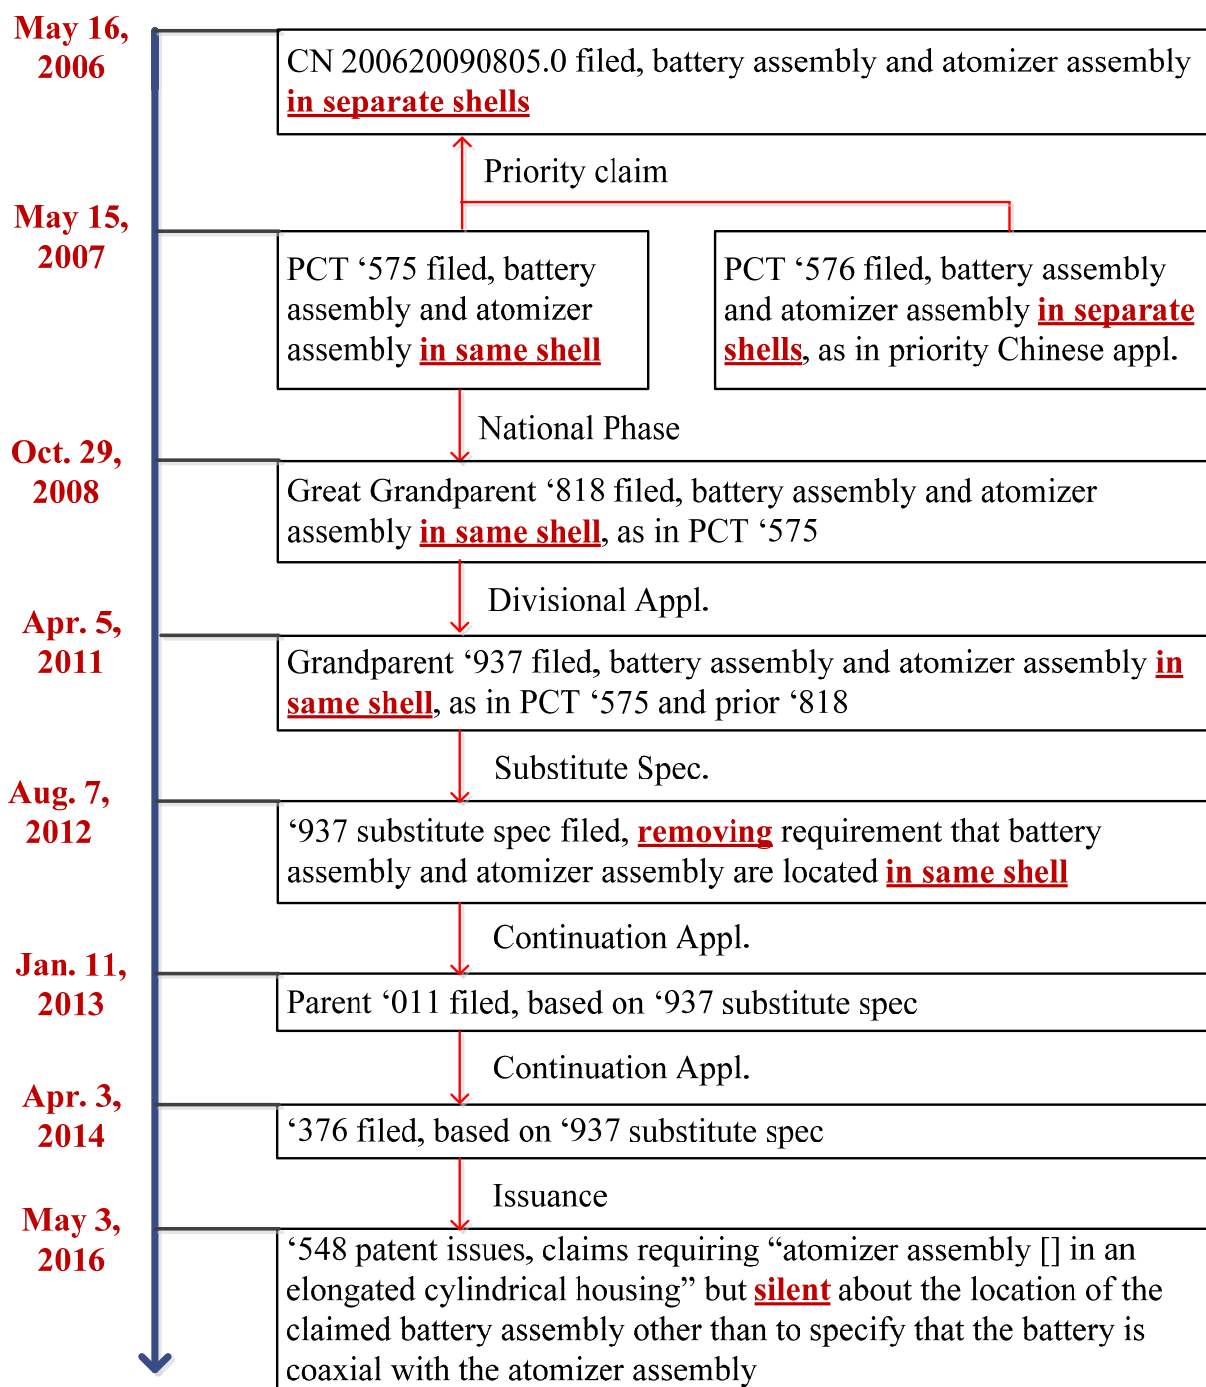 May 16,
2006
CN 200620090805.0 filed, battery assembly and atomizer assembly
in separate shells
Priority claim
May 15,
2007
PCT ‘575 filed, battery
assembly and atomizer
assembly in same shell
PCT ‘576 filed, battery assembly
and atomizer assembly in separate
shells, as in priority Chinese appl.
National Phase
Oct. 29,
2008
Great Grandparent ‘818 filed, battery assembly and atomizer
assembly in same shell, as in PCT ‘575
Divisional Appl.
Apr. 5,
2011
Grandparent ‘937 filed, battery assembly and atomizer assembly in
same shell, as in PCT ‘575 and prior ‘818
Substitute Spec.
Aug. 7,
2012
‘937 substitute spec filed, removing requirement that battery
assembly and atomizer assembly are located in same shell
Continuation Appl.
Jan. 11,
2013
Parent ‘011 filed, based on ‘937 substitute spec
Continuation Appl.
Apr. 3,
2014
‘376 filed, based on ‘937 substitute spec
Issuance
May 3,
2016
‘548 patent issues, claims requiring “atomizer assembly [] in an
elongated cylindrical housing” but silent about the location of the
claimed battery assembly other than to specify that the battery is
coaxial with the atomizer assembly